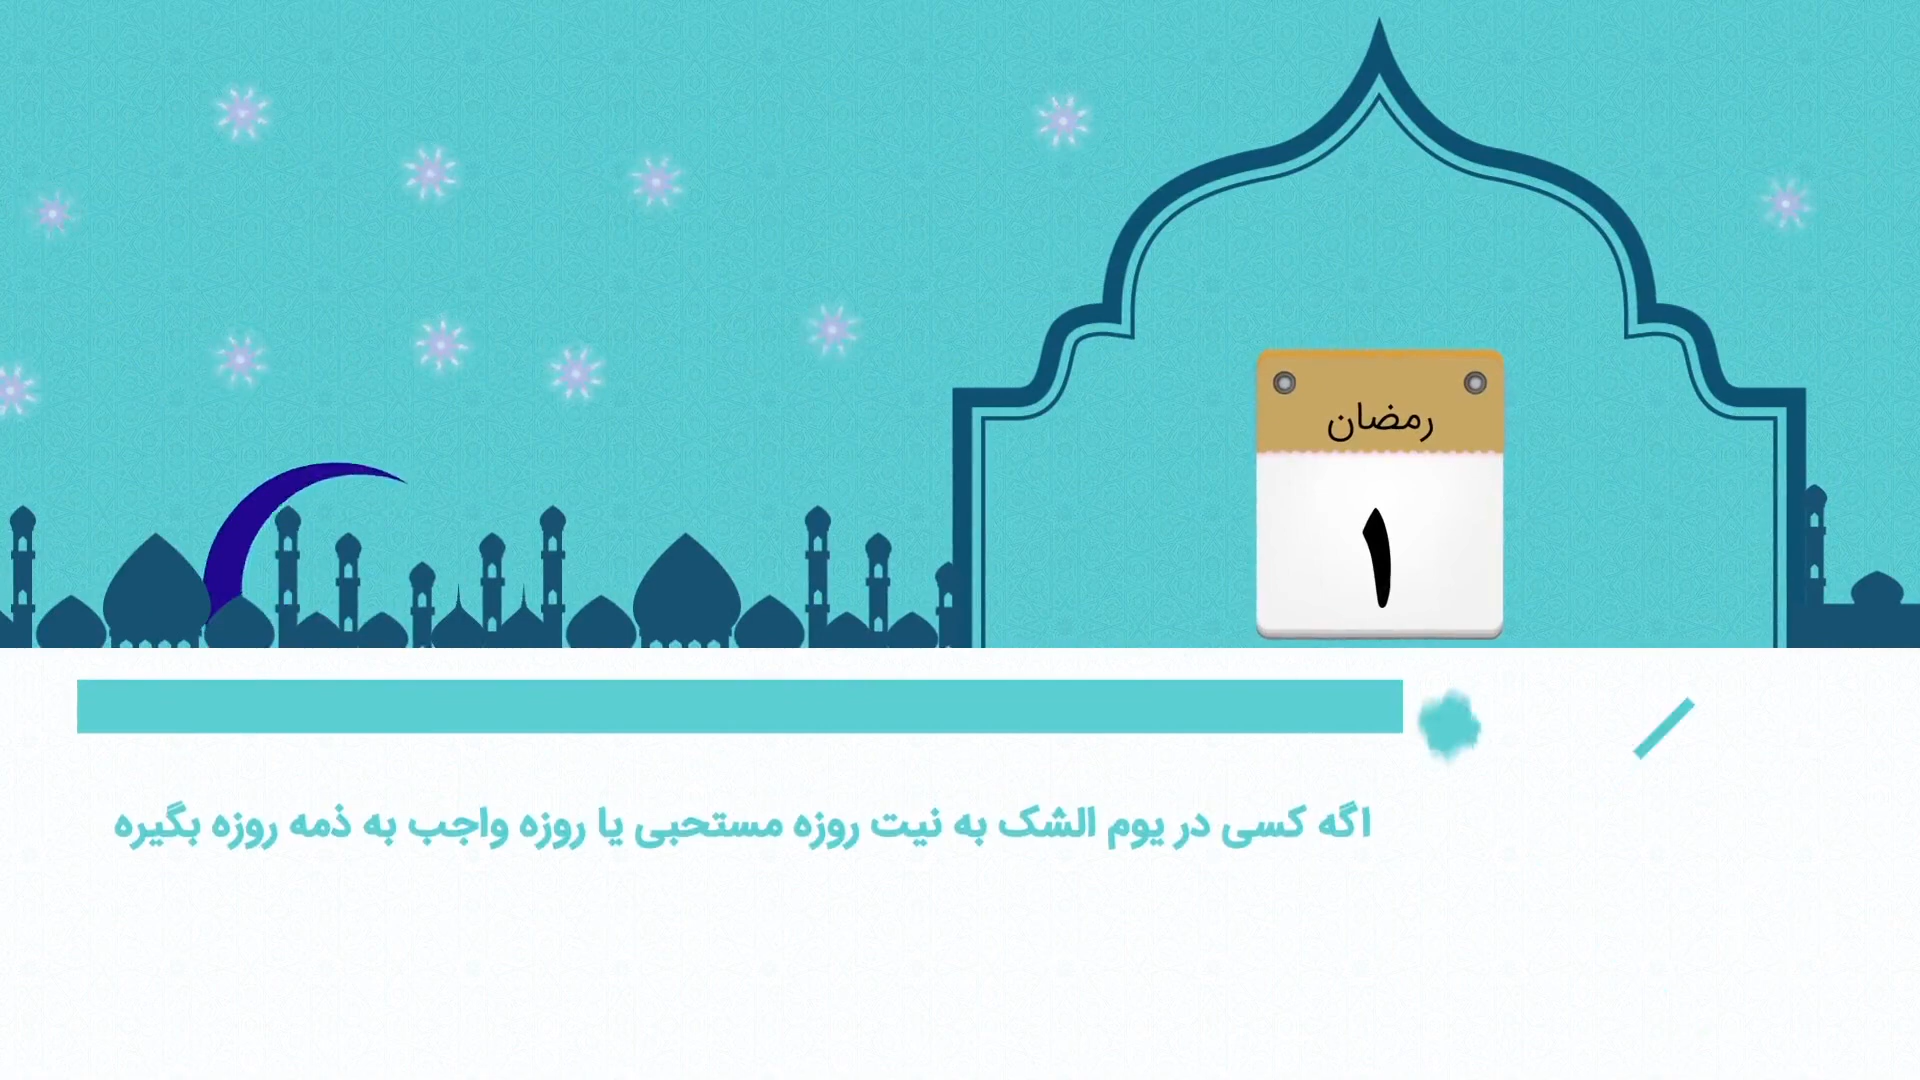 رمضان
۱
اگه کسی در یوم الشک به نیت روزه مستحبی یا روزه واجب به ذمه روزه بگیره